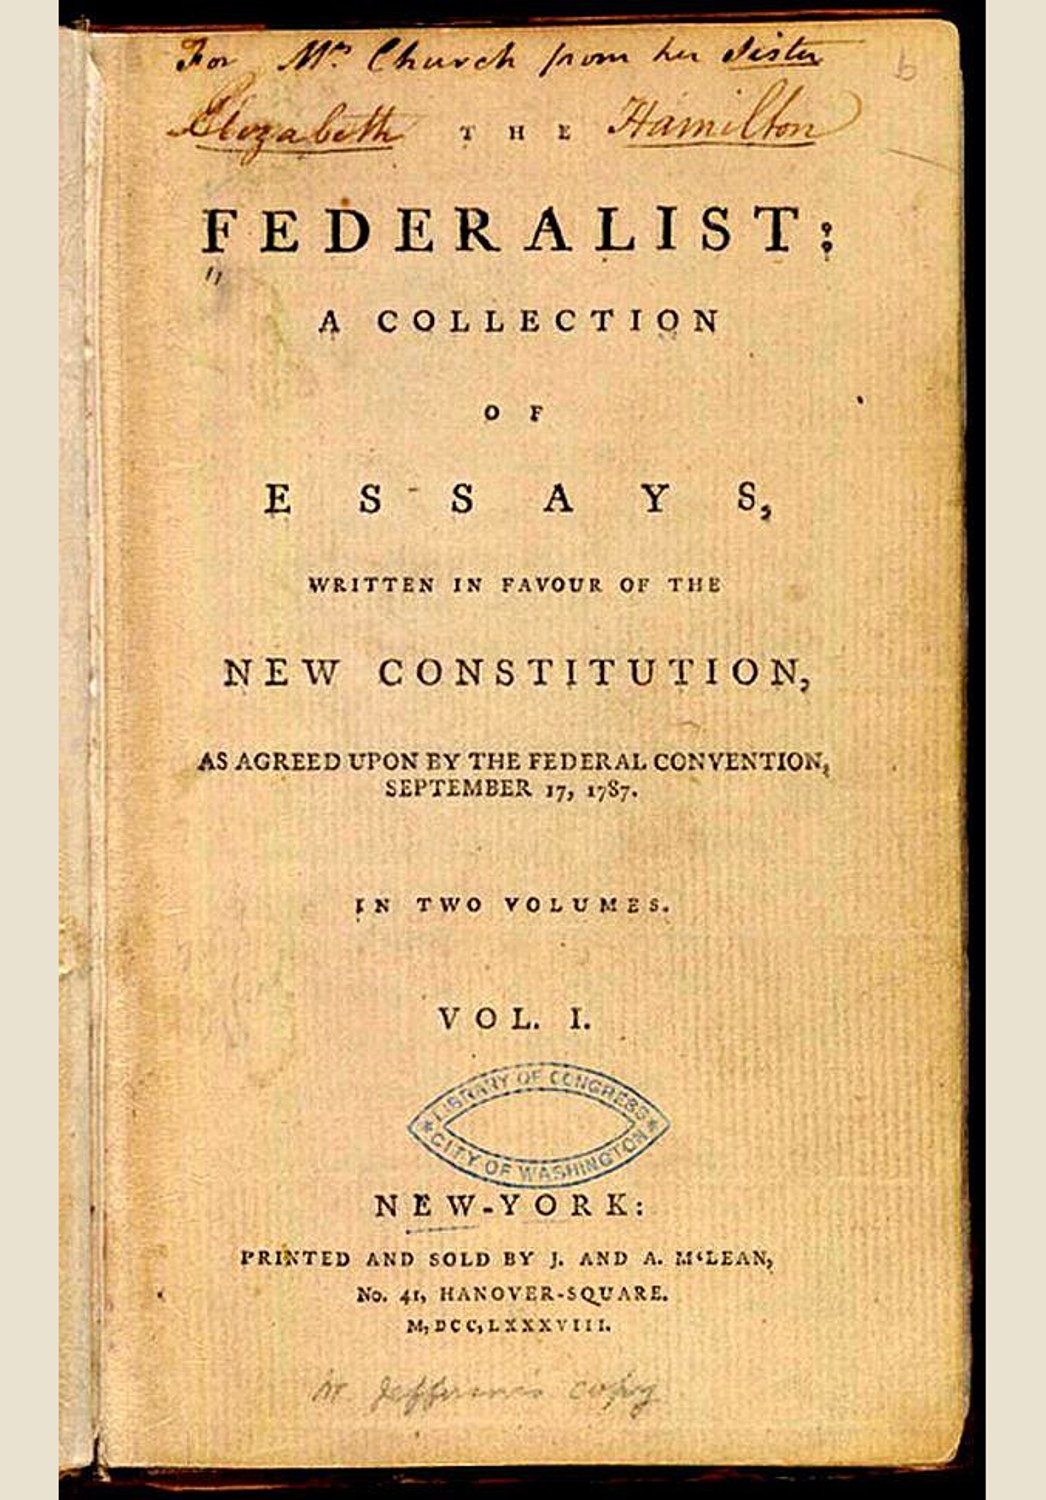 For Mrs. Church from her Sister
Elizabeth Hamilton
THE
FEDERALIST:
A COLLECTION
OF
ESSAYS,
WRITTEN IN FAVOUR OF THE
NEW CONSTITUTION,
AS AGREED UPON BY THE FEDERAL CONVENTION,
SEPTEMBER 17, 1787.
IN TWO VOLUMES.
VOL. I.
LIBRARY OF CONGRESS
CITY OF WASHINGTON
NEW-YORK:
PRINTED AND SOLD BY J. AND A. M‘LEAN,
No. 41, HANOVER-SQUARE.
M,DCC,LXXXVIII.
Mr Jefferson's copy